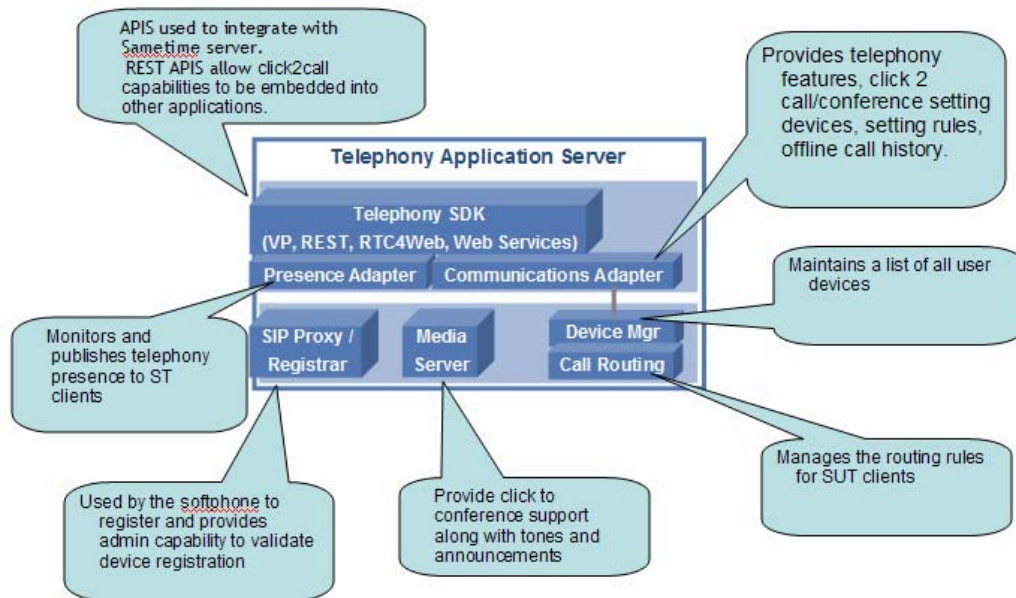 APIS used to integrate with
Sametime server.
REST APIS allow click2call
capabilities to be embedded into
other applications.
Provides telephony
features, click 2
call/conference setting
devices, setting rules,
offline call history.
Telephony Application Server
Telephony SDK
(VP, REST, RTC4Web, Web Services)
Presence Adapter
Communications Adapter
Maintains a list of all user
devices
Monitors and
publishes telephony
presence to ST
clients
SIP Proxy /
Registrar
Media
Server
Device Mgr
Call Routing
Used by the softphone to
register and provides
admin capability to validate
device registration
Provide click to
conference support
along with tones and
announcements
Manages the routing rules
for SUT clients